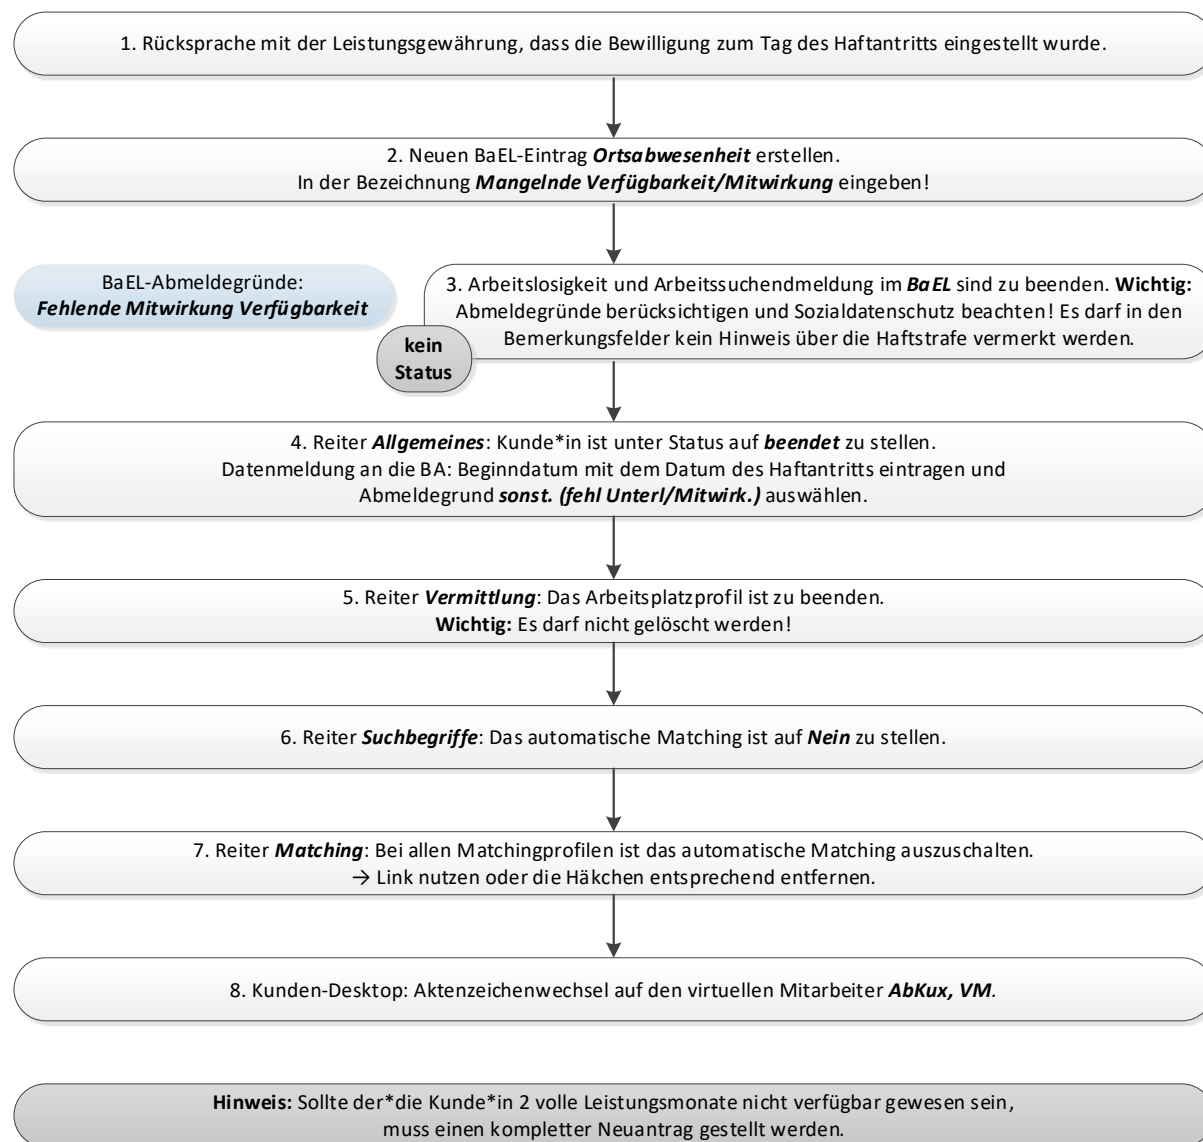 1. Rücksprache mit der Leistungsgewährung, dass die Bewilligung zum Tag des Haftantritts eingestellt wurde.
2. Neuen BaEL-Eintrag Ortsabwesenheit erstellen.
In der Bezeichnung Mangelnde Verfügbarkeit/Mitwirkung eingeben!
BaEL-Abmeldegründe:
Fehlende Mitwirkung Verfügbarkeit
3. Arbeitslosigkeit und Arbeitssuchendmeldung im BaEL sind zu beenden. Wichtig:
Abmeldegründe berücksichtigen und Sozialdatenschutz beachten! Es darf in den
Bemerkungsfelder kein Hinweis über die Haftstrafe vermerkt werden.
kein
Status
4. Reiter Allgemeines: Kunde*in ist unter Status auf beendet zu stellen.
Datenmeldung an die BA: Beginndatum mit dem Datum des Haftantritts eintragen und
Abmeldegrund sonst. (fehl Unterl/Mitwirk.) auswählen.
5. Reiter Vermittlung: Das Arbeitsplatzprofil ist zu beenden.
Wichtig: Es darf nicht gelöscht werden!
6. Reiter Suchbegriffe: Das automatische Matching ist auf Nein zu stellen.
7. Reiter Matching: Bei allen Matchingprofilen ist das automatische Matching auszuschalten.
→ Link nutzen oder die Häkchen entsprechend entfernen.
8. Kunden-Desktop: Aktenzeichenwechsel auf den virtuellen Mitarbeiter AbKux, VM.
Hinweis: Sollte der*die Kunde*in 2 volle Leistungsmonate nicht verfügbar gewesen sein,
muss einen kompletter Neuantrag gestellt werden.